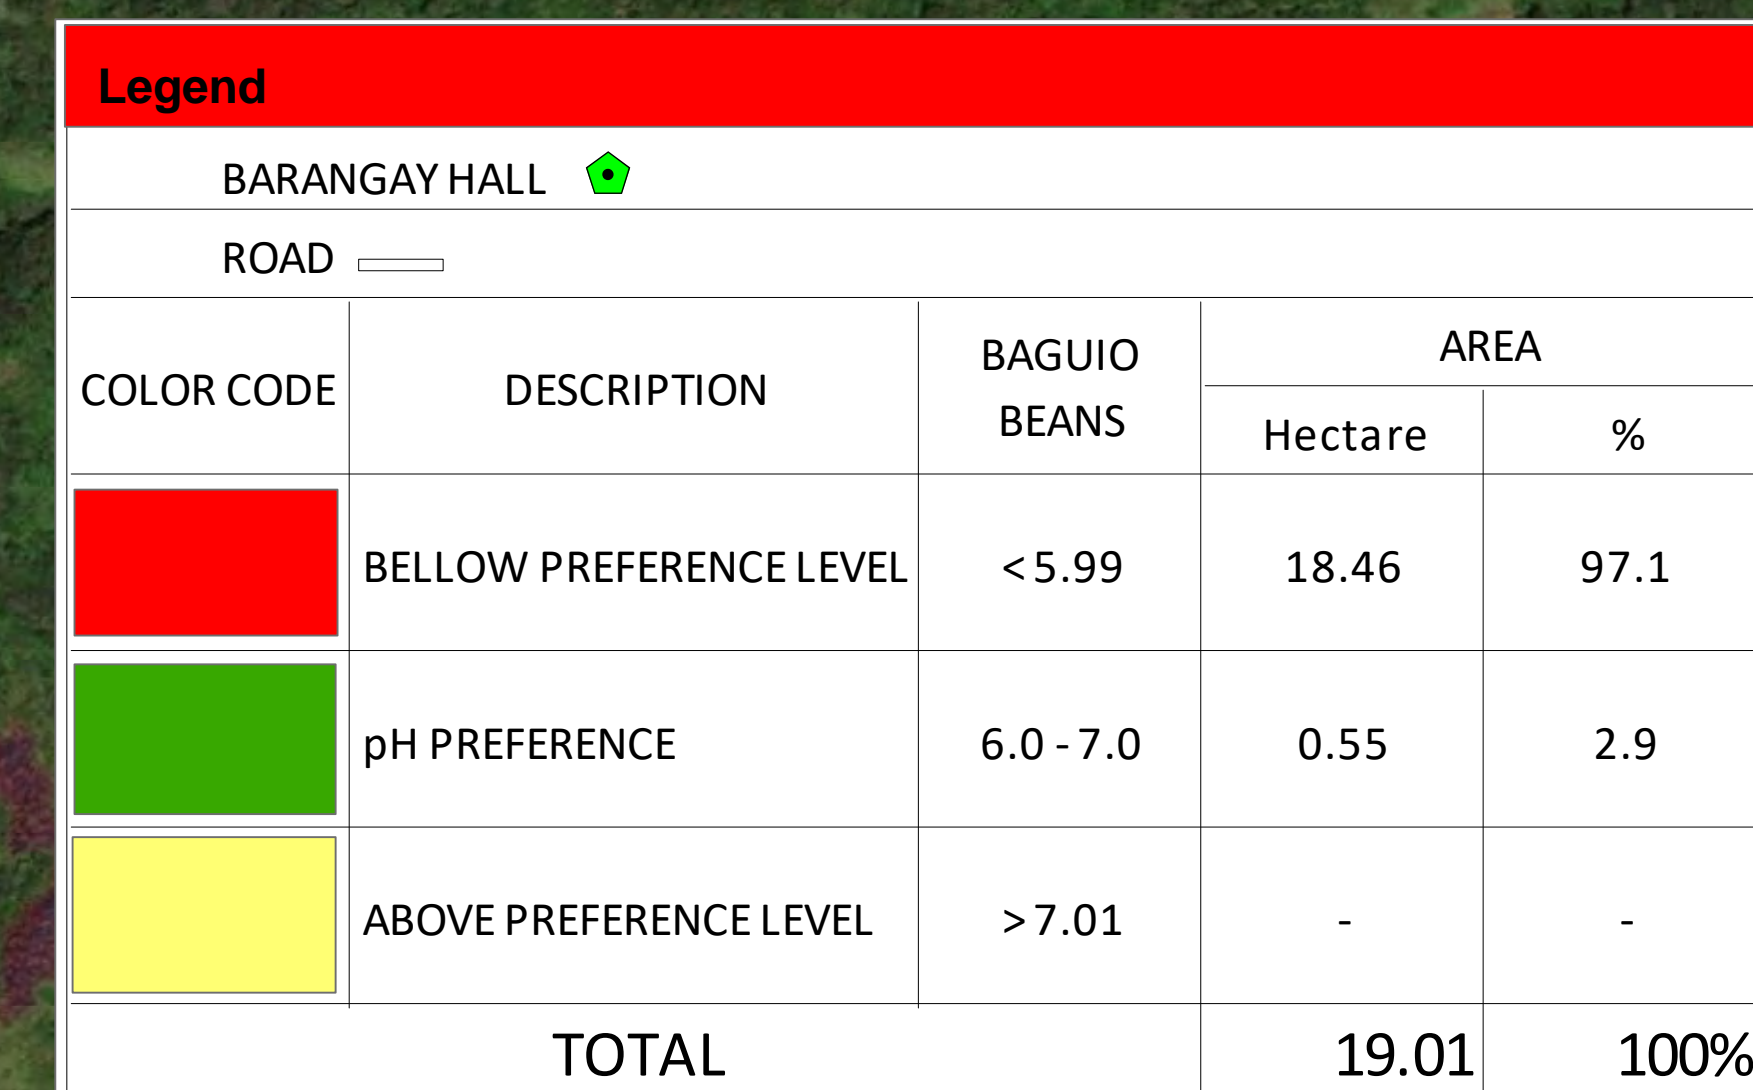 Legend
BARANGAY HALL
ROAD
COLOR CODE DESCRIPTION BAGUIO BEANS AREA
Hectare %
BELLOW PREFERENCE LEVEL <5.99 18.46 97.1
pH PREFERENCE 6.0 - 7.0 0.55 2.9
ABOVE PREFERENCE LEVEL >7.01 - -
TOTAL 19.01 100%